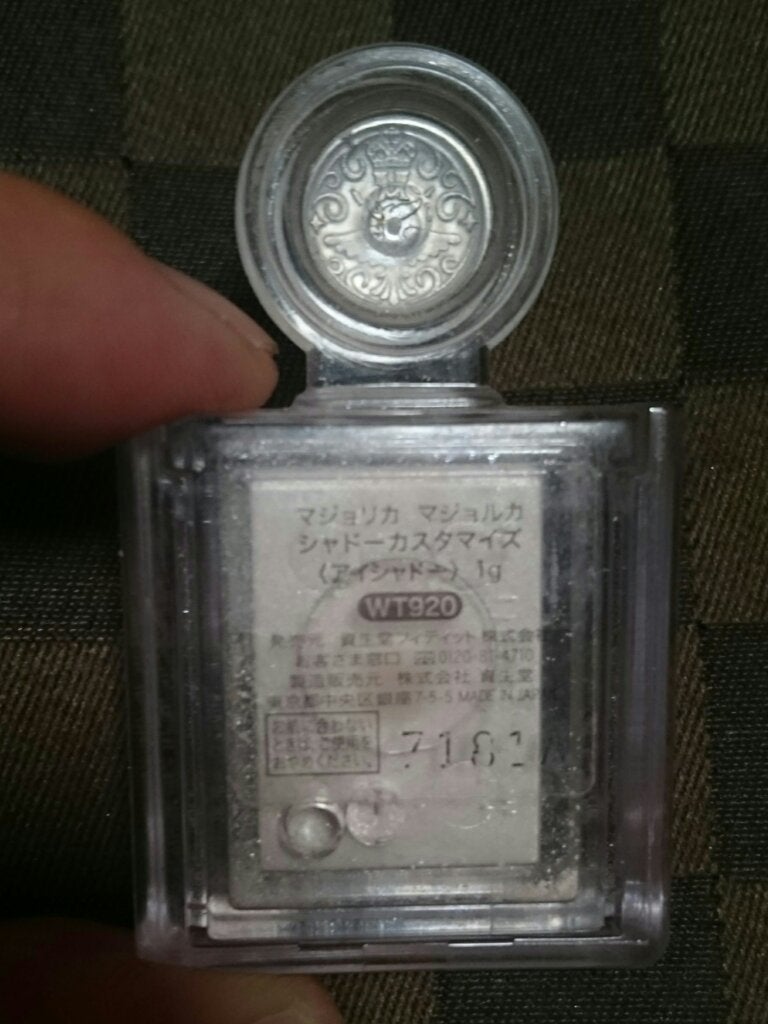 マジョリカ マジョルカ
シャドーカスタマイズ
〈アイシャドー〉 1g
WT920
発売元 資生堂フィティット株式会社
お客さま窓口 0120-81-4710
製造販売元 株式会社 資生堂
東京都中央区銀座7-5-5 MADE IN JAPAN
お肌に合わない
ときは、ご使用を
おやめください。
7181